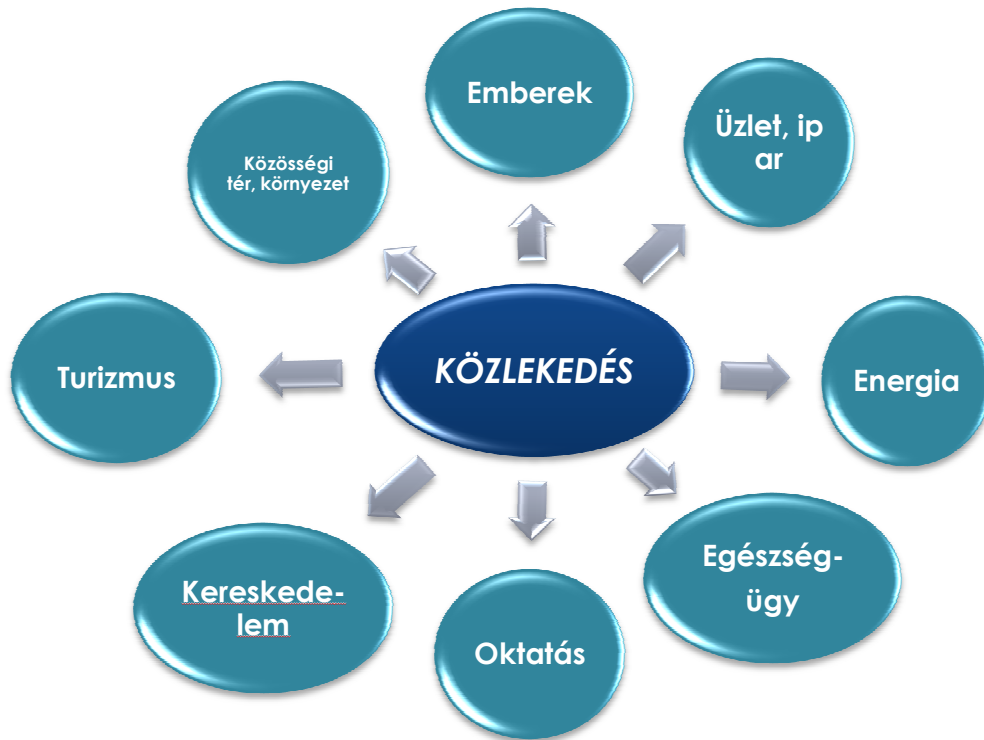 Emberek
Üzlet, ip
ar
Közösségi
tér, környezet
KÖZLEKEDÉS
Turizmus
Energia
Egészség-
ügy
Kereskede-
lem
Oktatás